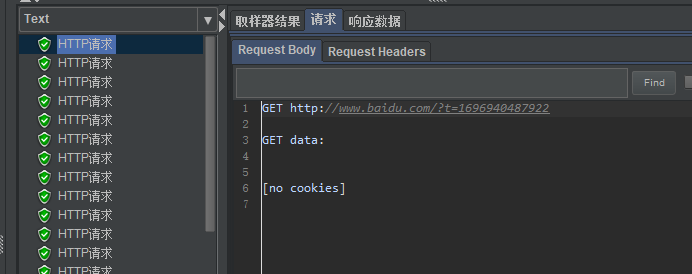 Text
HTTP请求
HTTP请求
HTTP请求
HTTP请求
HTTP请求
HTTP请求
HTTP请求
HTTP请求
HTTP请求
HTTP请求
HTTP请求
HTTP请求
HTTP请求
取样器结果 请求 响应数据
Request Body Request Headers
Find
1 GET http://www.baidu.com/?t=1696940487922
2
3 GET data:
4
5
6 [no cookies]
7